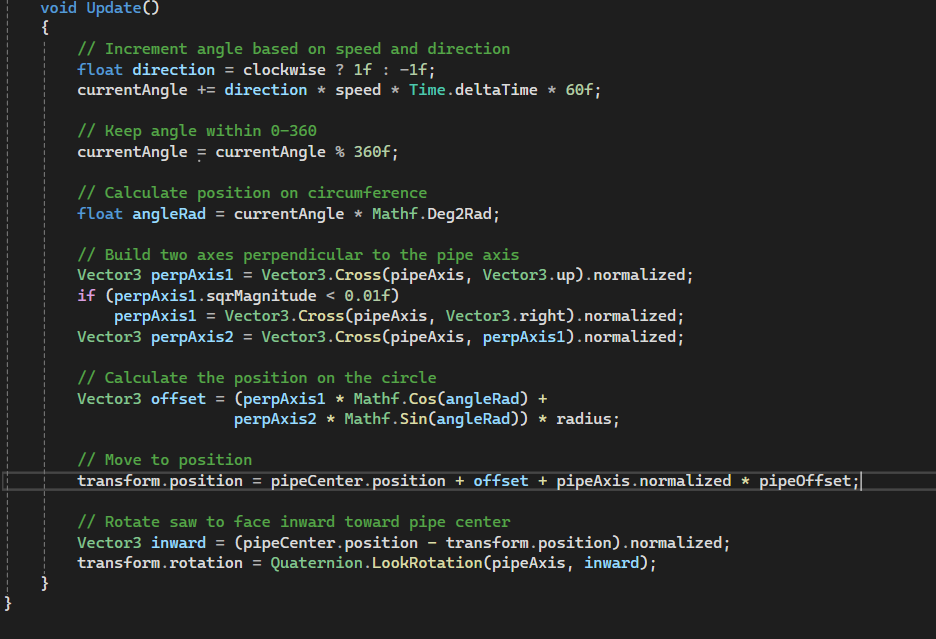 void Update()
{
// Increment angle based on speed and direction
float direction = clockwise ? 1f : -1f;
currentAngle += direction * speed * Time.deltaTime * 60f;
// Keep angle within 0-360
currentAngle = currentAngle % 360f;
// Calculate position on circumference
float angleRad = currentAngle * Mathf.Deg2Rad;
// Build two axes perpendicular to the pipe axis
Vector3 perpAxis1 = Vector3.Cross(pipeAxis, Vector3.up).normalized;
if (perpAxis1.sqrMagnitude < 0.01f)
perpAxis1 = Vector3.Cross(pipeAxis, Vector3.right).normalized;
Vector3 perpAxis2 = Vector3.Cross(pipeAxis, perpAxis1).normalized;
// Calculate the position on the circle
Vector3 offset = (perpAxis1 * Mathf.Cos(angleRad) +
perpAxis2 * Mathf.Sin(angleRad)) * radius;
// Move to position
transform.position = pipeCenter.position + offset + pipeAxis.normalized * pipeOffset;
// Rotate saw to face inward toward pipe center
Vector3 inward = (pipeCenter.position - transform.position).normalized;
transform.rotation = Quaternion.LookRotation(pipeAxis, inward);
}
}